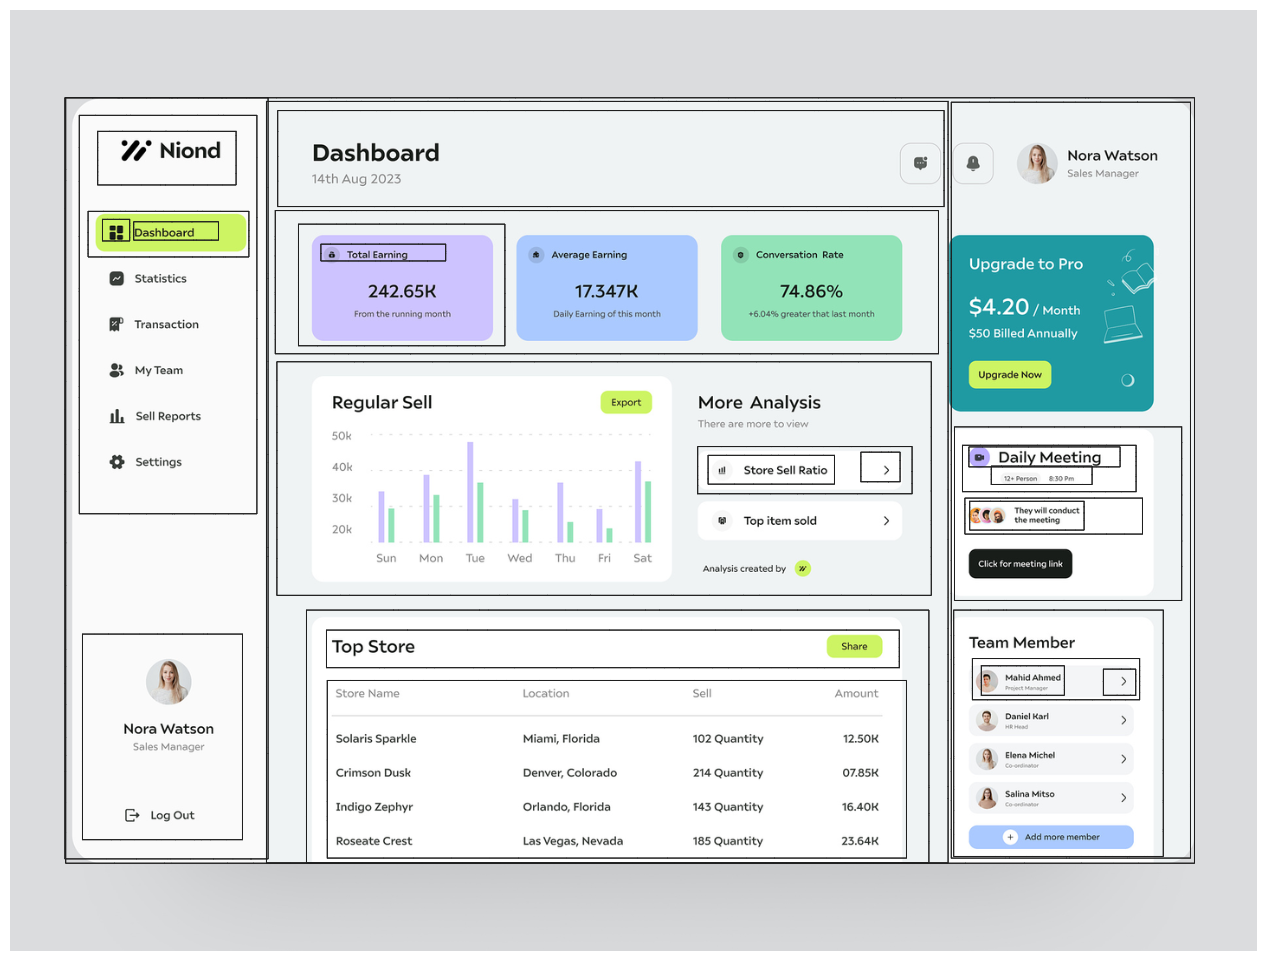 Niond
Dashboard
Statistics
Transaction
My Team
Sell Reports
Settings
Nora Watson
Sales Manager
Log Out
Dashboard
14th Aug 2023
Total Earning
242.65K
From the running month
Average Earning
17.347K
Daily Earning of this month
Conversation Rate
74.86%
+6.04% greater that last month
Regular Sell
Export
50k
40k
30k
20k
Sun Mon Tue Wed Thu Fri Sat
More Analysis
There are more to view
Store Sell Ratio
Top item sold
Analysis created by
Top Store
Share
Store Name Location Sell Amount
Solaris Sparkle Miami, Florida 102 Quantity 12.50K
Crimson Dusk Denver, Colorado 214 Quantity 07.85K
Indigo Zephyr Orlando, Florida 143 Quantity 16.40K
Roseate Crest Las Vegas, Nevada 185 Quantity 23.64K
Nora Watson
Sales Manager
Upgrade to Pro
$4.20 / Month
$50 Billed Annually
Upgrade Now
Daily Meeting
12+ Person 8:30 Pm
They will conduct
the meeting
Click for meeting link
Team Member
Mahid Ahmed
Project Manager
Daniel Karl
HR Head
Elena Michel
Co-ordinator
Salina Mitso
Co-ordinator
+ Add more member